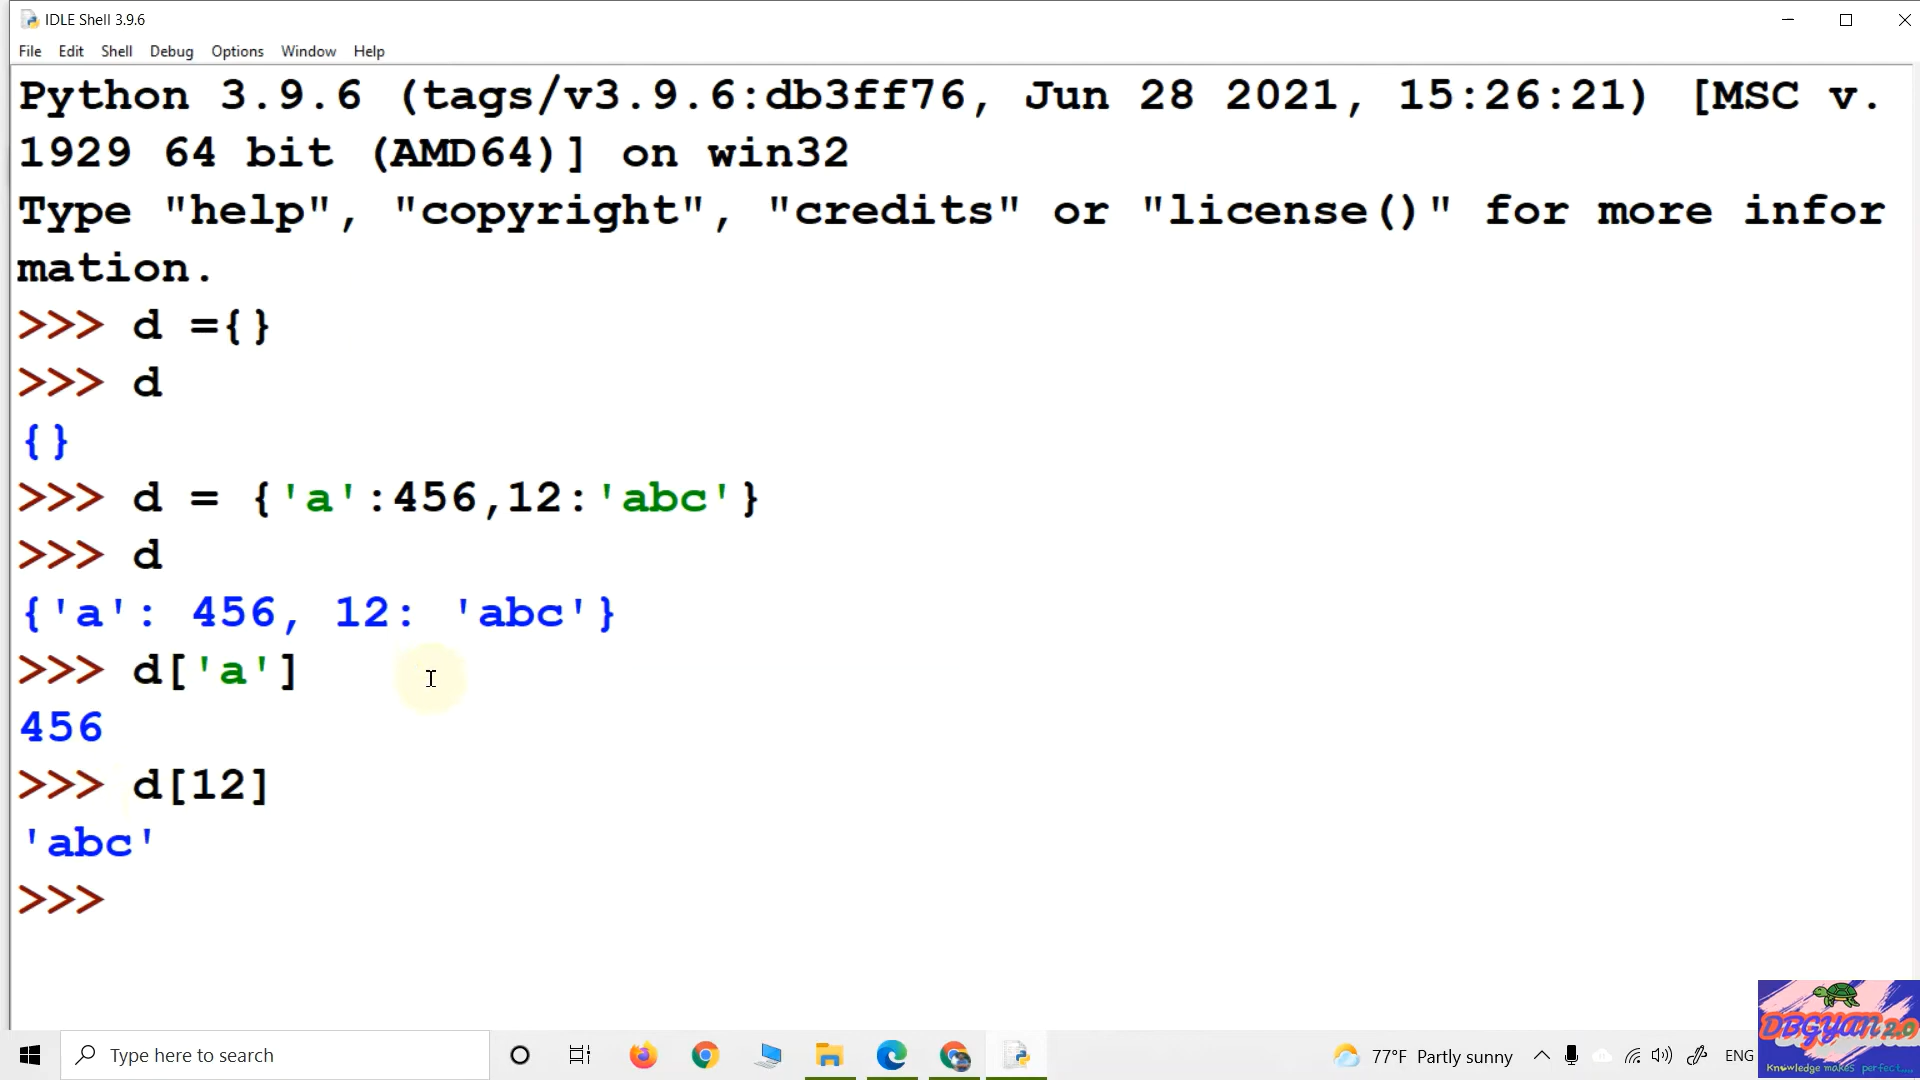 IDLE Shell 3.9.6
File Edit Shell Debug Options Window Help
Python 3.9.6 (tags/v3.9.6:db3ff76, Jun 28 2021, 15:26:21) [MSC v.
1929 64 bit (AMD64)] on win32
Type "help", "copyright", "credits" or "license()" for more infor
mation.
>>> d ={}
>>> d
{}
>>> d = {'a':456,12:'abc'}
>>> d
{'a': 456, 12: 'abc'}
>>> d['a']
456
>>> d[12]
'abc'
>>>
Type here to search
77°F Partly sunny
ENG
DBGYAN 2.0
Knowledge makes perfect....